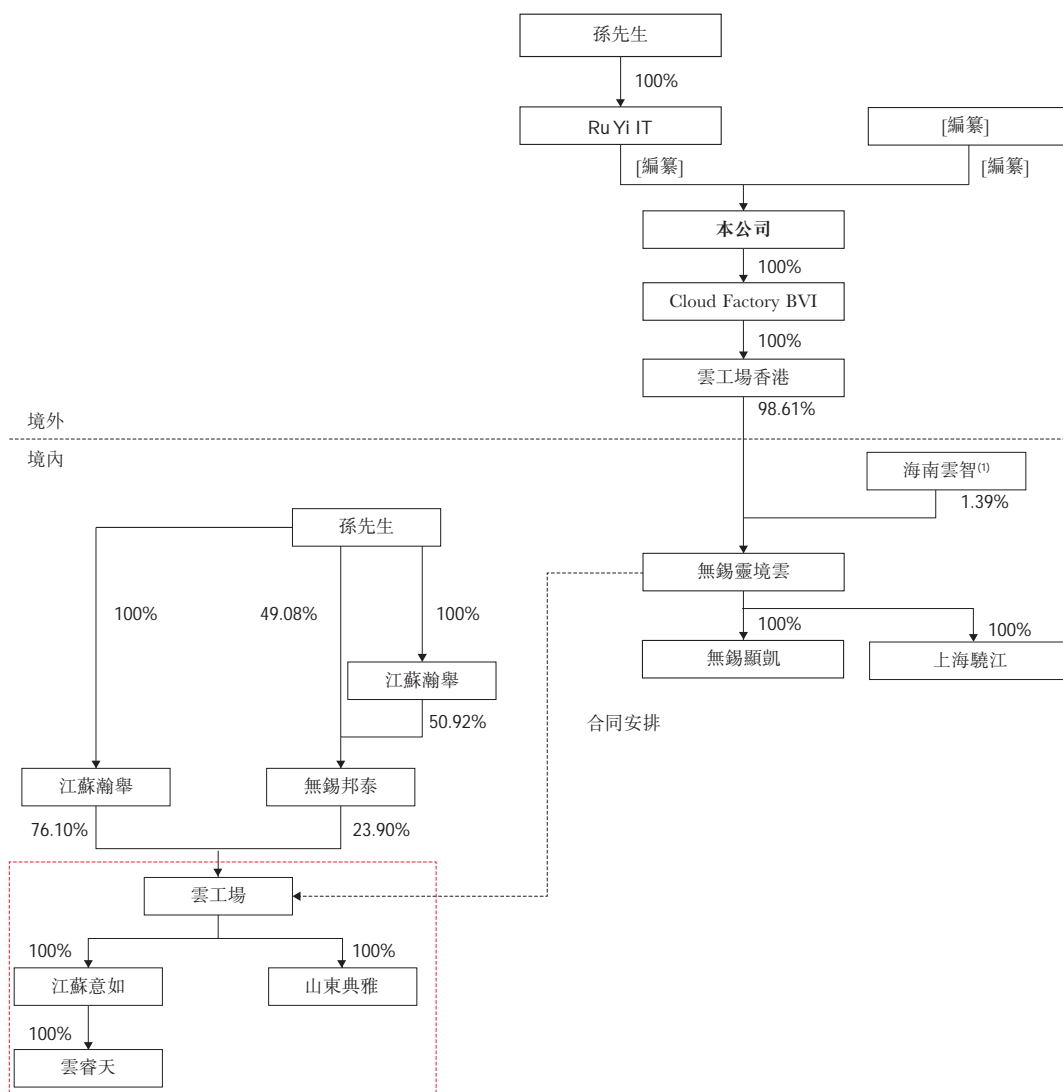 孫先生
100%
Ru Yi IT
[編纂]
[編纂]
[編纂]
本公司
100%
Cloud Factory BVI
100%
雲工場香港
98.61%
境外
境內
海南雲智(1)
1.39%
孫先生
無錫靈境雲
100%
49.08%
100%
100%
100%
無錫顯凱
上海驍江
江蘇瀚舉
50.92%
合同安排
江蘇瀚舉
無錫邦泰
76.10%
23.90%
雲工場
100%
100%
江蘇意如
山東典雅
100%
雲睿天